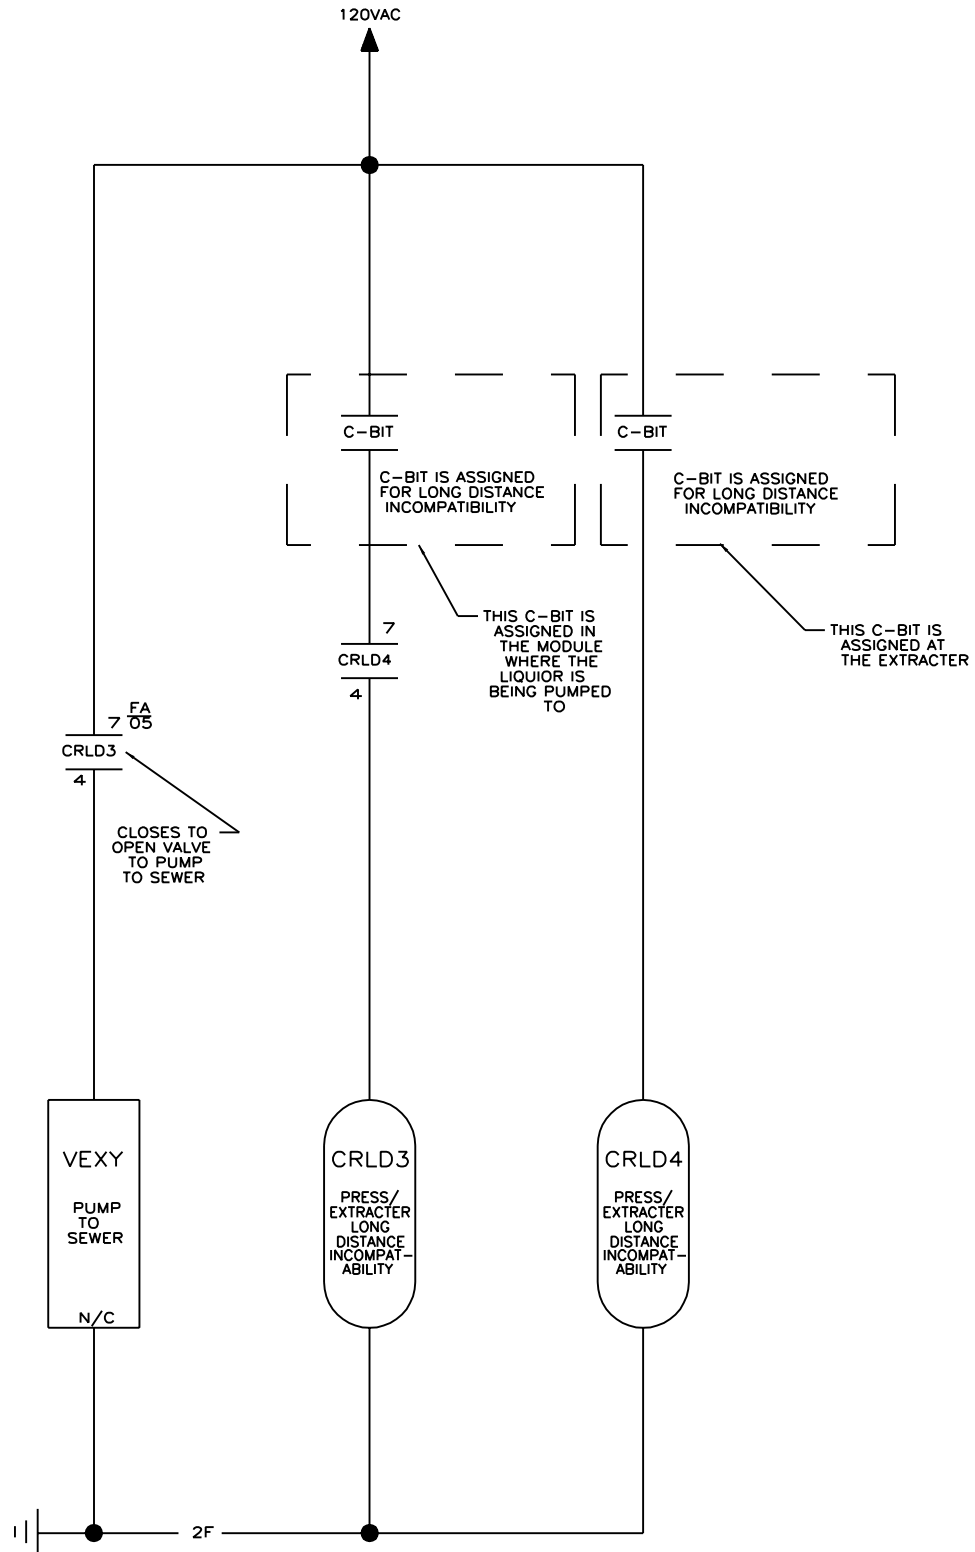 120VAC
C-BIT
C-BIT IS ASSIGNED
FOR LONG DISTANCE
INCOMPATIBILITY
C-BIT
C-BIT IS ASSIGNED
FOR LONG DISTANCE
INCOMPATIBILITY
THIS C-BIT IS
ASSIGNED IN
THE MODULE
WHERE THE
LIQUIOR IS
BEING PUMPED
TO
THIS C-BIT IS
ASSIGNED AT
THE EXTRACTER
7
CRLD4
4
7 FA
05
CRLD3
4
CLOSES TO
OPEN VALVE
TO PUMP
TO SEWER
VEXY
PUMP
TO
SEWER
N/C
CRLD3
PRESS/
EXTRACTER
LONG
DISTANCE
INCOMPAT-
ABILITY
CRLD4
PRESS/
EXTRACTER
LONG
DISTANCE
INCOMPAT-
ABILITY
2F